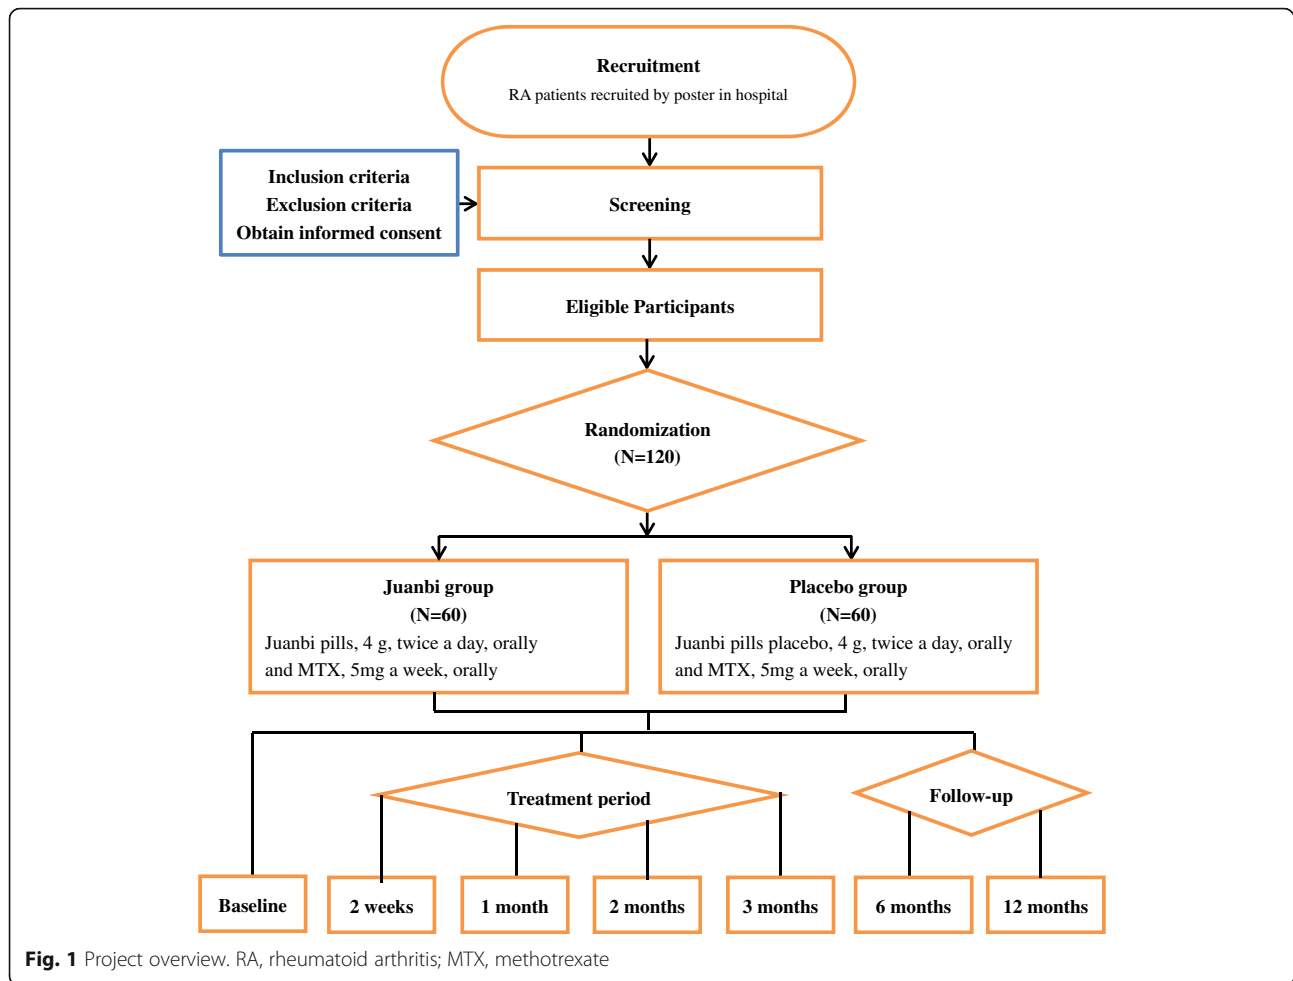 Recruitment
RA patients recruited by poster in hospital
Inclusion criteria
Exclusion criteria
Obtain informed consent
Screening
Eligible Participants
Randomization
(N=120)
Juanbi group
(N=60)
Juanbi pills, 4 g, twice a day, orally
and MTX, 5mg a week, orally
Placebo group
(N=60)
Juanbi pills placebo, 4 g, twice a day, orally
and MTX, 5mg a week, orally
Treatment period
Follow-up
Baseline
2 weeks
1 month
2 months
3 months
6 months
12 months
Fig. 1 Project overview. RA, rheumatoid arthritis; MTX, methotrexate